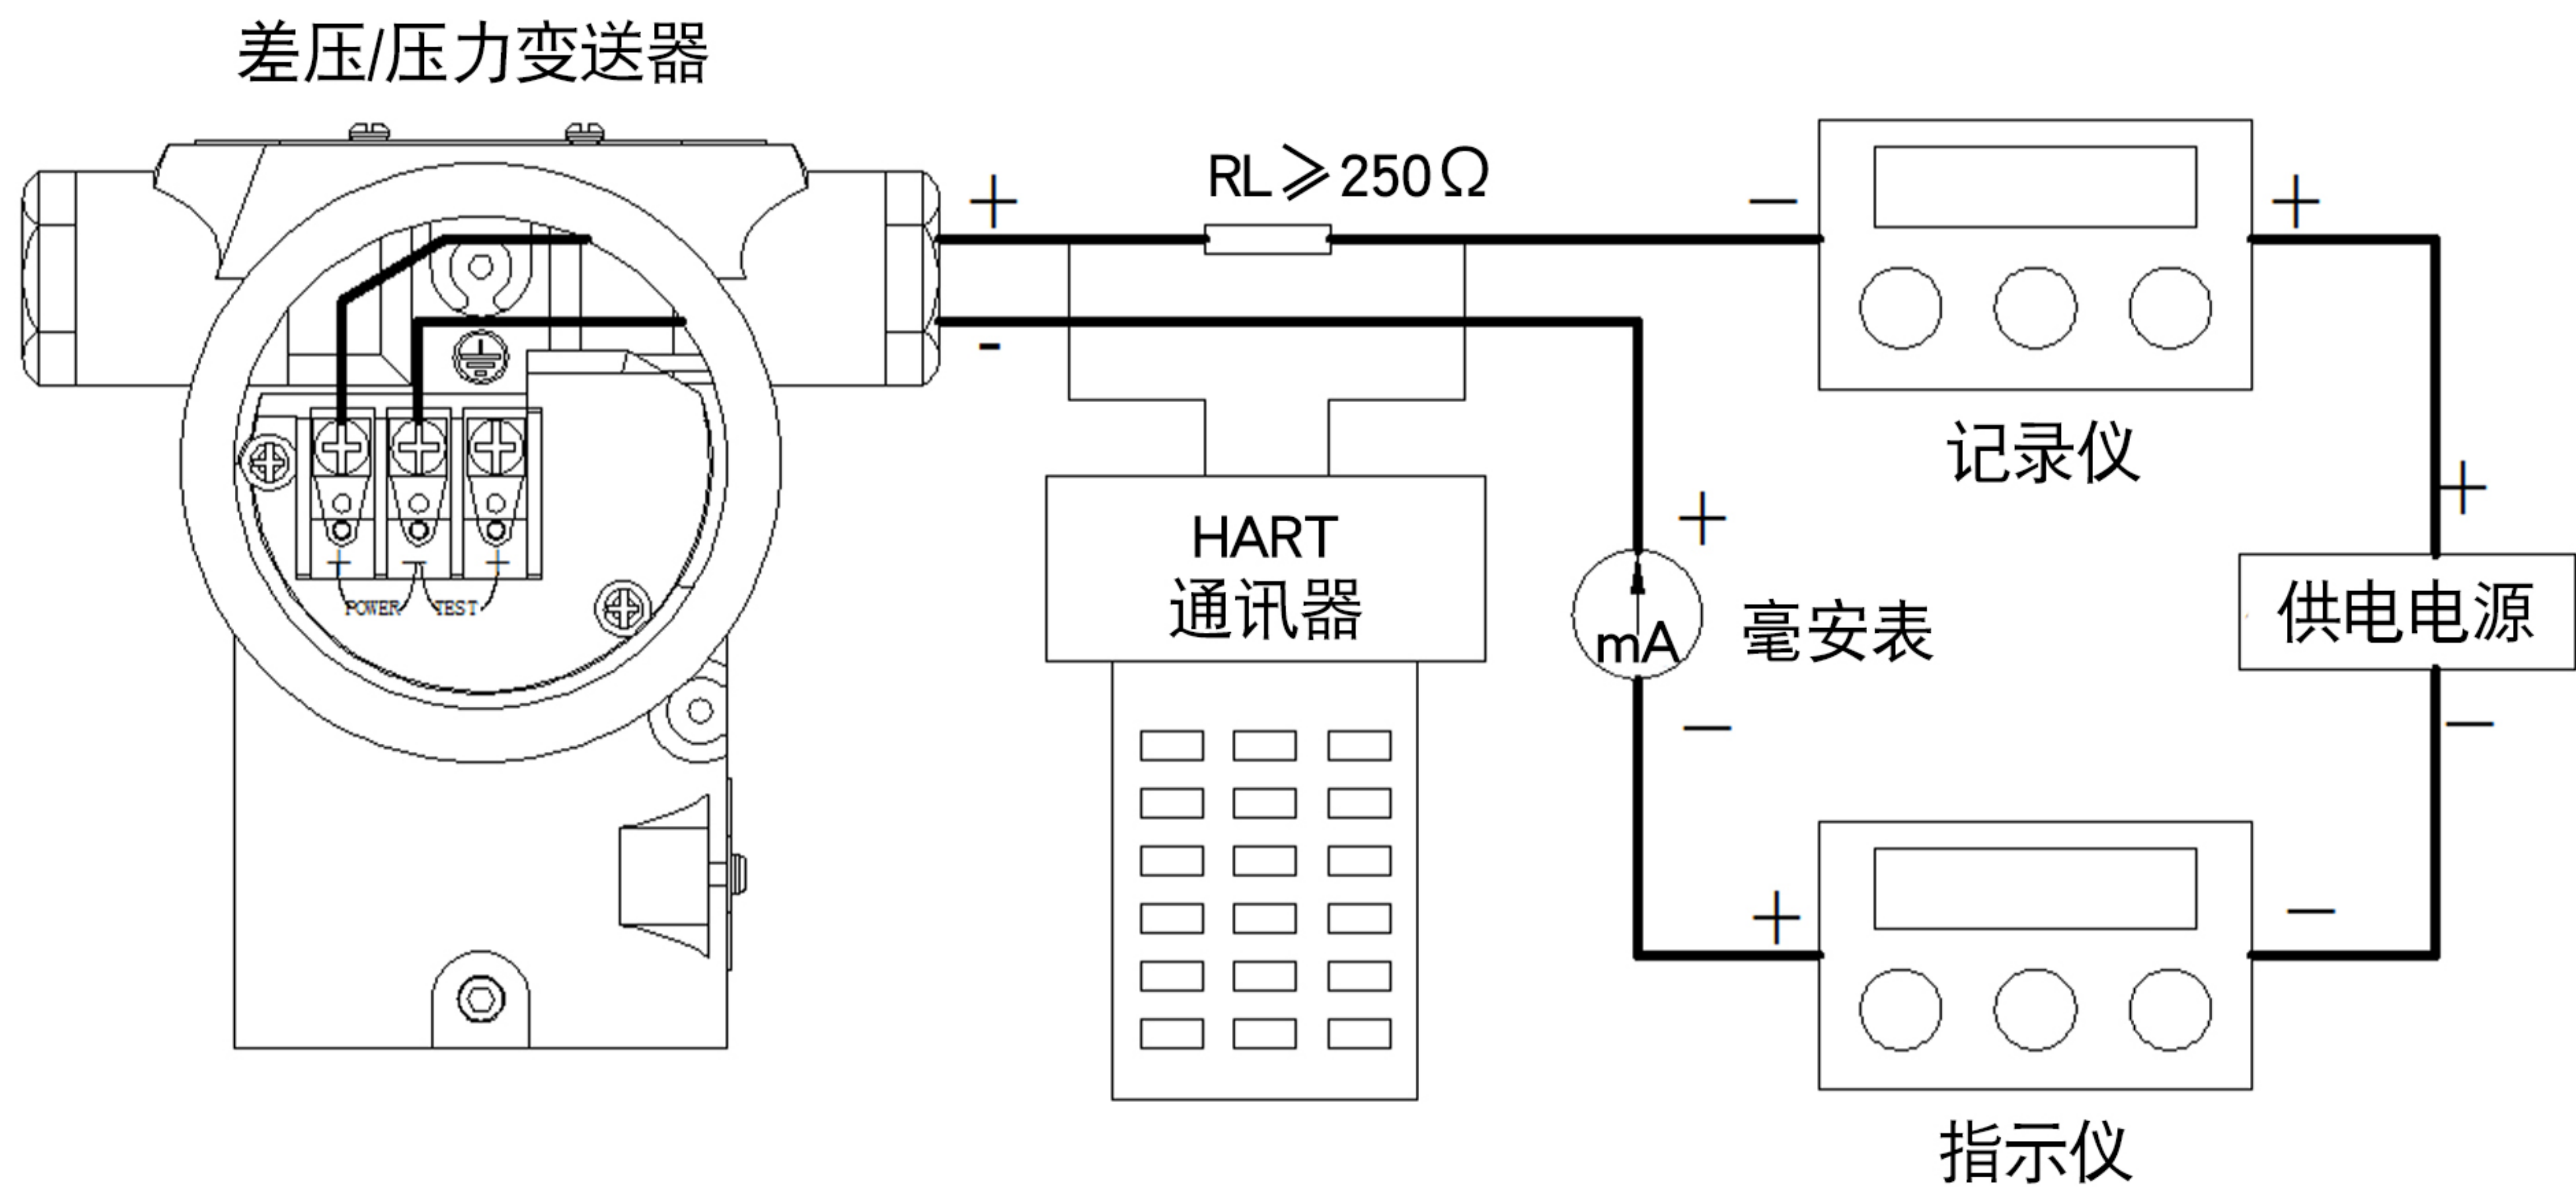 差压/压力变送器
+
RL⩾250Ω
−
+
-
记录仪
+
+
HART
通讯器
mA
毫安表
供电电源
+ − +
POWER TEST
−
−
+
−
指示仪